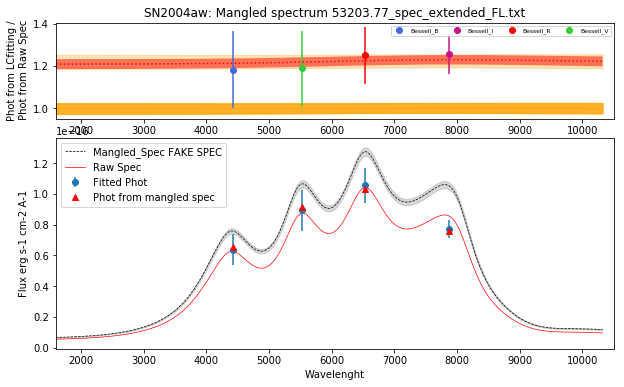 SN2004aw: Mangled spectrum 53203.77_spec_extended_FL.txt
Phot from LCfitting /
Phot from Raw Spec
1.4
1.2
1.0
Bessell_B
Bessell_I
Bessell_R
Bessell_V
2000 3000 4000 5000 6000 7000 8000 9000 10000
1e−16
Flux erg s-1 cm-2 A-1
1.2
1.0
0.8
0.6
0.4
0.2
0.0
Mangled_Spec FAKE SPEC
Raw Spec
Fitted Phot
Phot from mangled spec
2000 3000 4000 5000 6000 7000 8000 9000 10000
Wavelenght